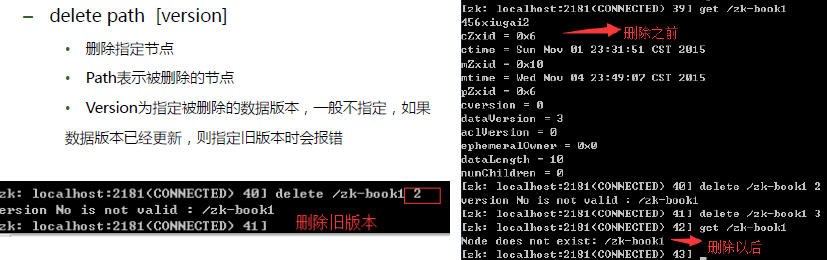 – delete path [version]
• 删除指定节点
• Path表示被删除的节点
• Version为指定被删除的数据版本，一般不指定，如果
数据版本已经更新，则指定旧版本时会报错
zk: localhost:2181(CONNECTED) 40] delete /zk-book1 2
ersion No is not valid : /zk-book1
zk: localhost:2181(CONNECTED) 41]
删除旧版本
[zk: localhost:2181(CONNECTED) 39] get /zk-book1
456xiugai2
删除之前
cZxid = 0x6
ctime = Sun Nov 01 23:31:51 CST 2015
mZxid = 0x10
mtime = Wed Nov 04 23:49:07 CST 2015
pZxid = 0x6
cversion = 0
dataVersion = 3
aclVersion = 0
ephemeralOwner = 0x0
dataLength = 10
numChildren = 0
[zk: localhost:2181(CONNECTED) 40] delete /zk-book1 2
version No is not valid : /zk-book1
[zk: localhost:2181(CONNECTED) 41] delete /zk-book1 3
[zk: localhost:2181(CONNECTED) 42] get /zk-book1
Node does not exist: /zk-book1
删除以后
[zk: localhost:2181(CONNECTED) 43]